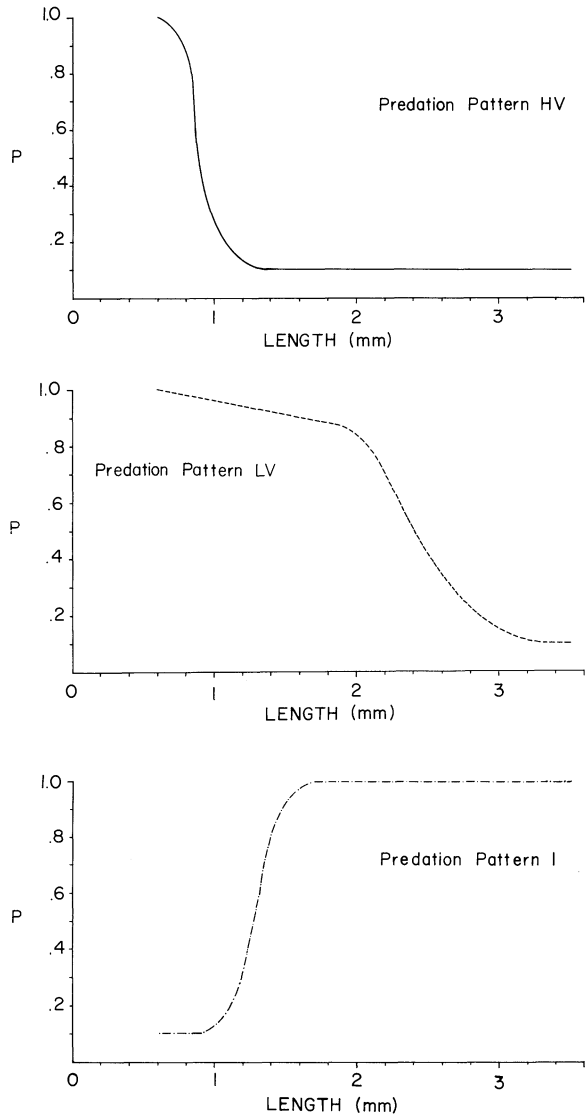 1.0
.8
Predation Pattern HV
.6
P
.4
.2
0 1 2 3
LENGTH (mm)
1.0
.8
Predation Pattern LV
.6
P
.4
.2
0 1 2 3
LENGTH (mm)
1.0
.8
Predation Pattern I
.6
P
.4
.2
0 1 2 3
LENGTH (mm)